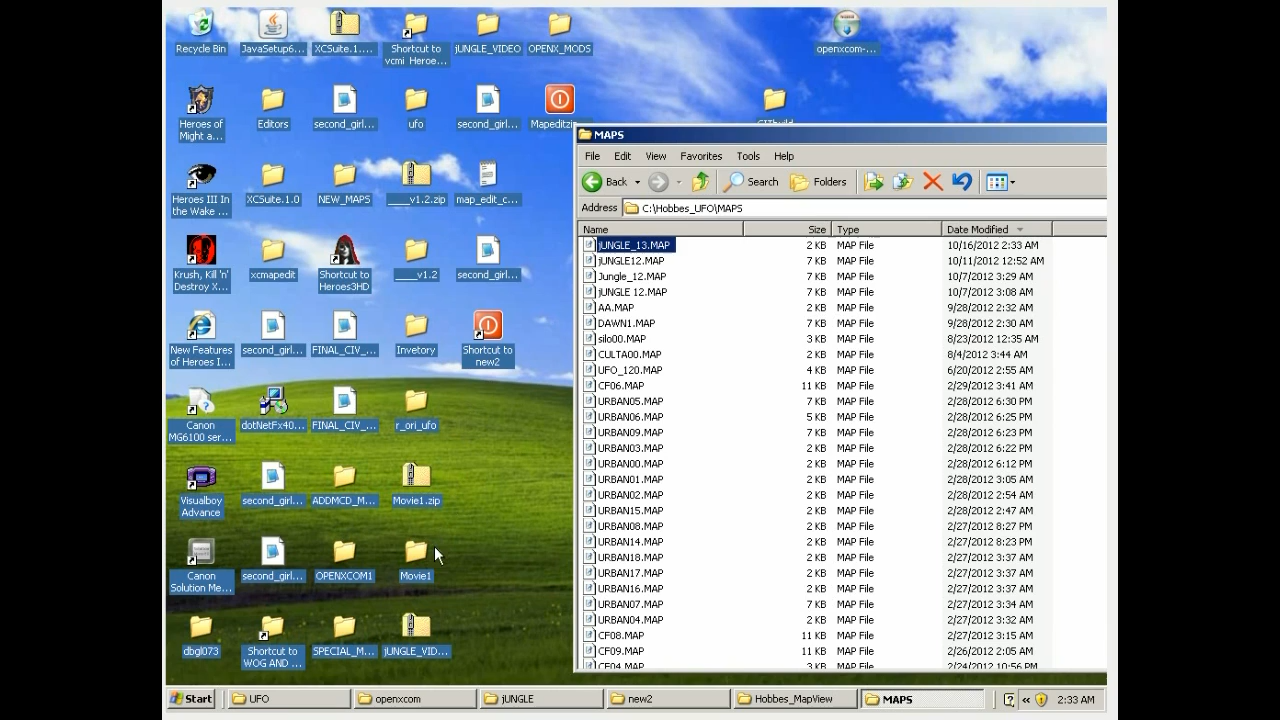 Recycle Bin
JavaSetup6...
XCSuite.1....
Shortcut to
vcmi Heroe...
jUNGLE_VIDEO
OPENX_MODS
openxcom-...
Heroes of
Might a...
Editors
second_girl...
ufo
second_girl...
Heroes III In
the Wake ...
XCSuite.1.0
NEW_MAPS
____v1.2.zip
map_edit_c...
Krush, Kill 'n'
Destroy X...
xcmapedit
Shortcut to
Heroes3HD
____v1.2
second_girl...
New Features
of Heroes I...
second_girl...
FINAL_CIV_...
Invetory
Shortcut to
new2
Canon
MG6100 ser...
dotNetFx40...
FINAL_CIV_...
r_ori_ufo
Visualboy
Advance
second_girl...
ADDMCD_M...
Movie1.zip
Canon
Solution Me...
second_girl...
OPENXCOM1
Movie1
dbgl073
Shortcut to
WOG AND ...
SPECIAL_M...
jUNGLE_VID...
MAPS
File Edit View Favorites Tools Help
Back Search Folders
Address C:\Hobbes_UFO\MAPS
Name Size Type Date Modified
jUNGLE_13.MAP 2 KB MAP File 10/16/2012 2:33 AM
jUNGLE12.MAP 7 KB MAP File 10/11/2012 12:52 AM
Jungle_12.MAP 7 KB MAP File 10/7/2012 3:29 AM
jUNGLE 12.MAP 7 KB MAP File 10/7/2012 3:08 AM
AA.MAP 2 KB MAP File 9/28/2012 2:32 AM
DAWN1.MAP 7 KB MAP File 9/28/2012 2:30 AM
silo00.MAP 3 KB MAP File 8/23/2012 12:35 AM
CULTA00.MAP 2 KB MAP File 8/4/2012 3:44 AM
UFO_120.MAP 4 KB MAP File 6/20/2012 2:55 AM
CF06.MAP 11 KB MAP File 2/29/2012 3:41 AM
URBAN05.MAP 7 KB MAP File 2/28/2012 6:30 PM
URBAN06.MAP 5 KB MAP File 2/28/2012 6:25 PM
URBAN09.MAP 7 KB MAP File 2/28/2012 6:23 PM
URBAN03.MAP 2 KB MAP File 2/28/2012 6:22 PM
URBAN00.MAP 2 KB MAP File 2/28/2012 6:12 PM
URBAN01.MAP 2 KB MAP File 2/28/2012 3:05 AM
URBAN02.MAP 2 KB MAP File 2/28/2012 2:54 AM
URBAN15.MAP 2 KB MAP File 2/28/2012 2:47 AM
URBAN08.MAP 2 KB MAP File 2/27/2012 8:27 PM
URBAN14.MAP 2 KB MAP File 2/27/2012 8:23 PM
URBAN18.MAP 2 KB MAP File 2/27/2012 3:37 AM
URBAN17.MAP 2 KB MAP File 2/27/2012 3:37 AM
URBAN16.MAP 2 KB MAP File 2/27/2012 3:37 AM
URBAN07.MAP 7 KB MAP File 2/27/2012 3:34 AM
URBAN04.MAP 2 KB MAP File 2/27/2012 3:32 AM
CF08.MAP 11 KB MAP File 2/27/2012 3:15 AM
CF09.MAP 11 KB MAP File 2/26/2012 2:05 AM
CF04.MAP 3 KB MAP File 2/24/2012 10:56 PM
Start UFO openxcom jUNGLE new2 Hobbes_MapView MAPS 2:33 AM